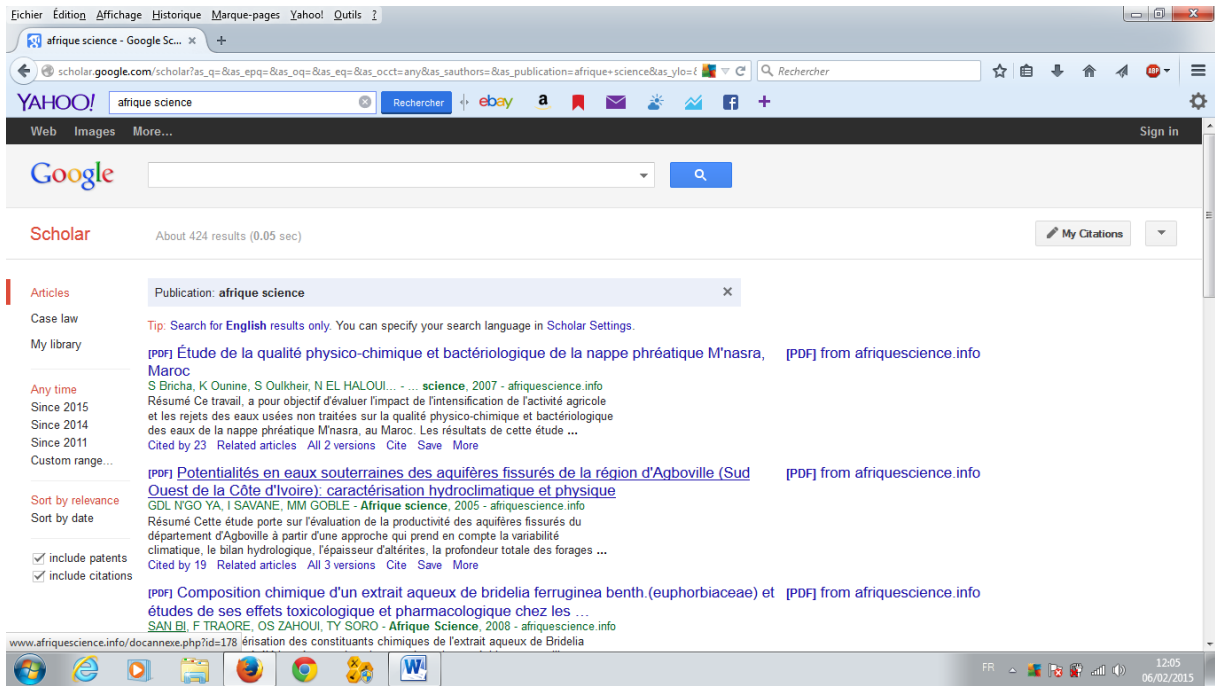 Eichier Édition Affichage Historique Marque-pages Yahoo! Outils ?
afrique science - Google Sc... × +
scholar.google.com/scholar?as_q=&as_epq=&as_oq=&as_eq=&as_occt=any&as_sauthors=&as_publication=afrique+science&as_ylo=& Rechercher
YAHOO! afrique science Rechercher ebay a
Web Images More... Sign in
Google
Scholar About 424 results (0.05 sec) My Citations
Articles
Case law
My library
Any time
Since 2015
Since 2014
Since 2011
Custom range...
Sort by relevance
Sort by date
include patents
include citations
Publication: afrique science ×
Tip: Search for English results only. You can specify your search language in Scholar Settings.
[PDF] Étude de la qualité physico-chimique et bactériologique de la nappe phréatique M'nasra, [PDF] from afriquescience.info
Maroc
S Bricha, K Ounine, S Oulkheir, N EL HALOUI... - ... science, 2007 - afriquescience.info
Résumé Ce travail, a pour objectif d'évaluer l'impact de l'intensification de l'activité agricole
et les rejets des eaux usées non traitées sur la qualité physico-chimique et bactériologique
des eaux de la nappe phréatique M'nasra, au Maroc. Les résultats de cette étude ...
Cited by 23 Related articles All 2 versions Cite Save More
[PDF] Potentialités en eaux souterraines des aquifères fissurés de la région d'Agboville (Sud [PDF] from afriquescience.info
Ouest de la Côte d'Ivoire): caractérisation hydroclimatique et physique
GDL N'GO YA, I SAVANE, MM GOBLE - Afrique science, 2005 - afriquescience.info
Résumé Cette étude porte sur l'évaluation de la productivité des aquifères fissurés du
département d'Agboville à partir d'une approche qui prend en compte la variabilité
climatique, le bilan hydrologique, l'épaisseur d'altérites, la profondeur totale des forages ...
Cited by 19 Related articles All 3 versions Cite Save More
[PDF] Composition chimique d'un extrait aqueux de bridelia ferruginea benth.(euphorbiaceae) et [PDF] from afriquescience.info
études de ses effets toxicologique et pharmacologique chez les ...
SAN BI, F TRAORE, OS ZAHOUI, TY SORO - Afrique Science, 2008 - afriquescience.info
www.afriquescience.info/docannexe.php?id=178 érisation des constituants chimiques de l'extrait aqueux de Bridelia
FR 12:05
06/02/2015